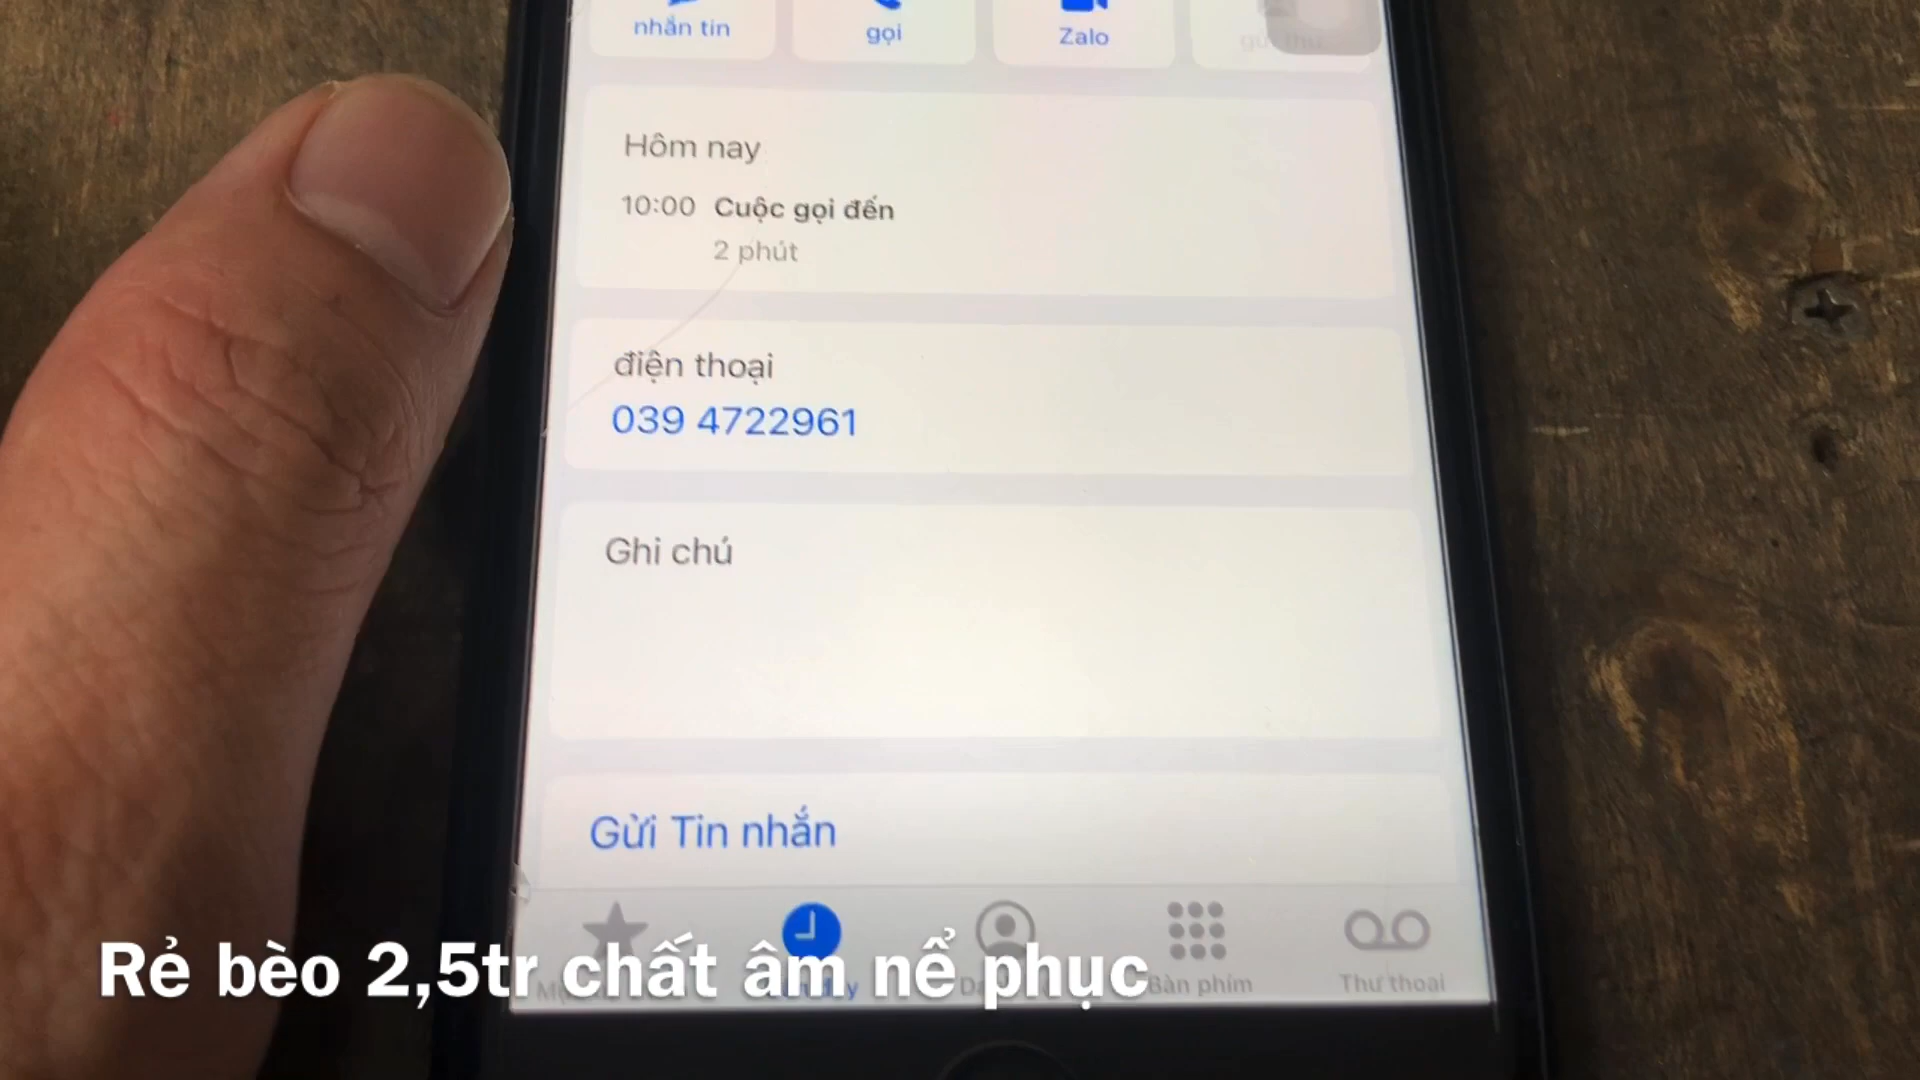 nhắn tin
gọi
Zalo
Hôm nay
10:00 Cuộc gọi đến
2 phút
điện thoại
039 4722961
Ghi chú
Gửi Tin nhắn
Rẻ bèo 2,5tr chất âm nể phục
Bàn phím
Thư thoại